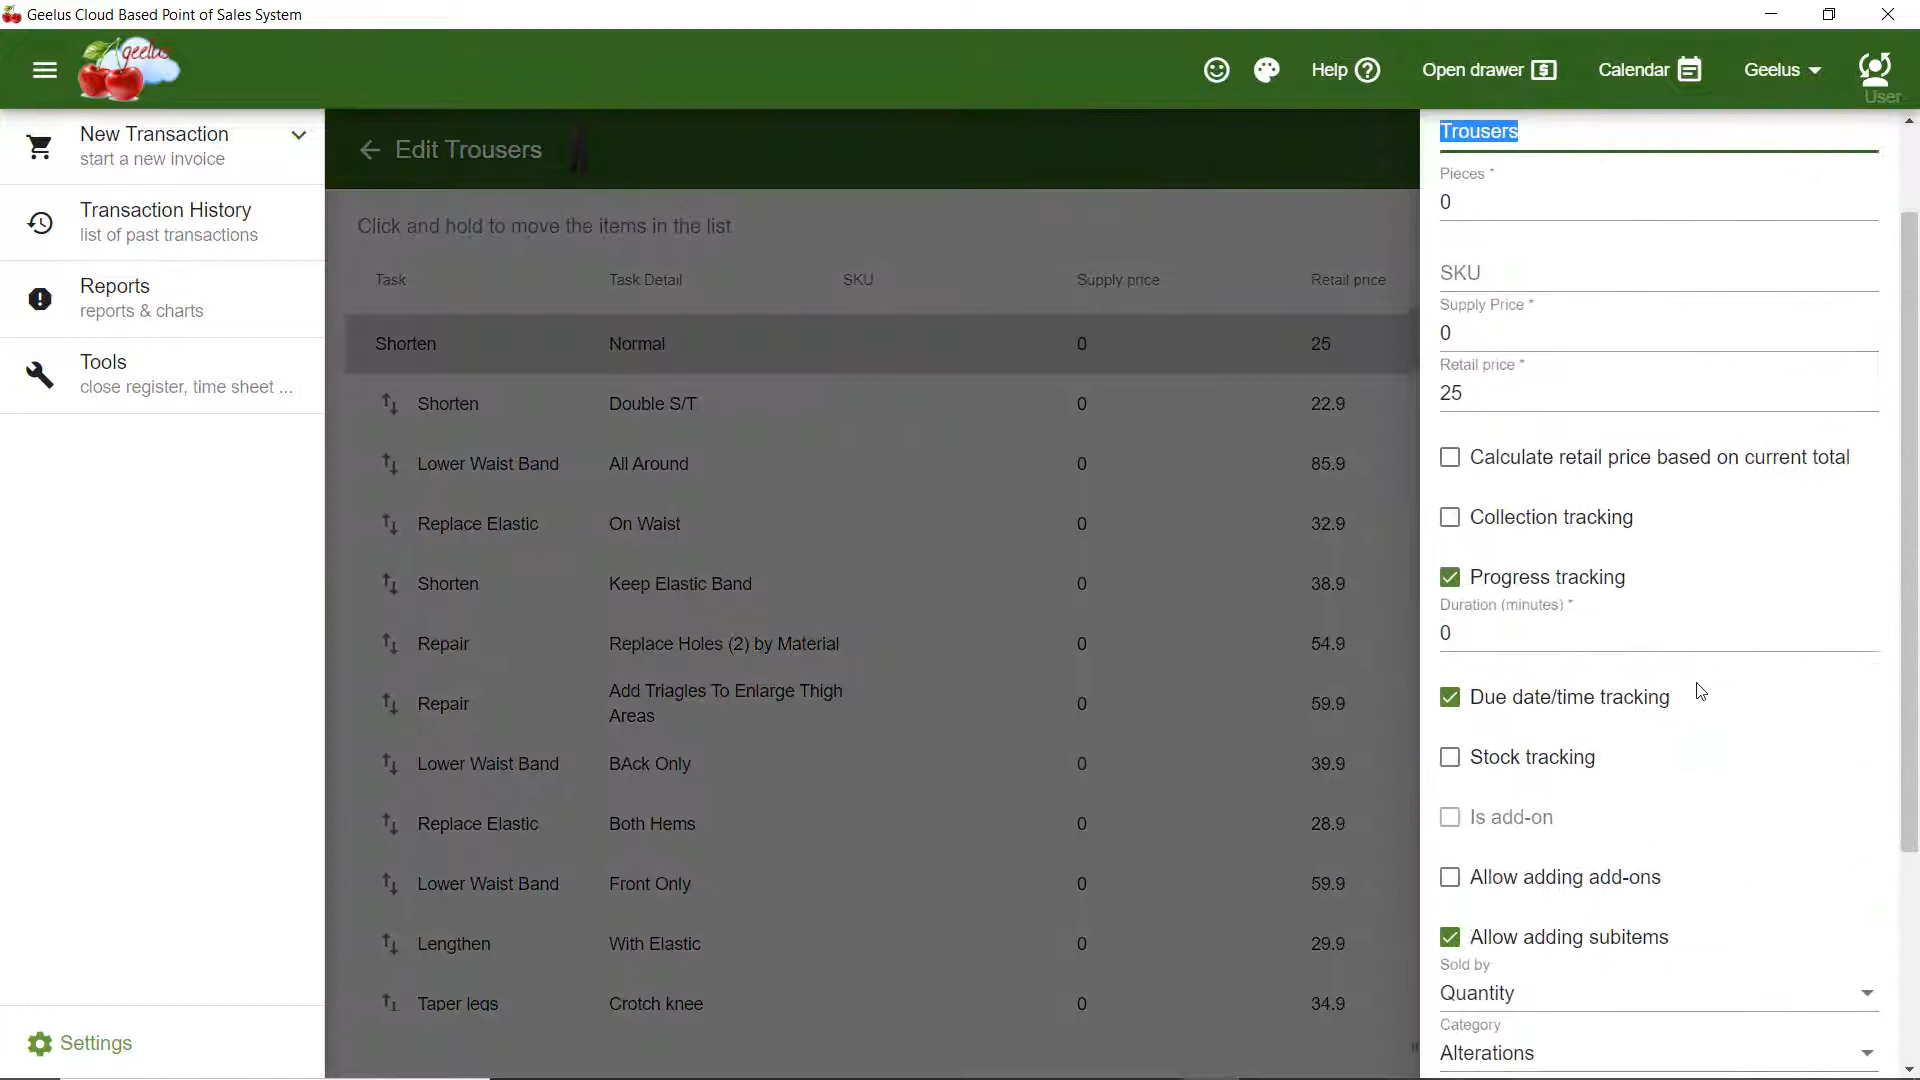 Geelus Cloud Based Point of Sales System
geelus
Help
Open drawer
Calendar
Geelus
User
New Transaction
start a new invoice
Transaction History
list of past transactions
Reports
reports & charts
Tools
close register, time sheet ...
Settings
Edit Trousers
Click and hold to move the items in the list
Task Task Detail SKU Supply price Retail price
Shorten Normal 0 25
Shorten Double S/T 0 22.9
Lower Waist Band All Around 0 85.9
Replace Elastic On Waist 0 32.9
Shorten Keep Elastic Band 0 38.9
Repair Replace Holes (2) by Material 0 54.9
Repair Add Triagles To Enlarge Thigh Areas 0 59.9
Lower Waist Band BAck Only 0 39.9
Replace Elastic Both Hems 0 28.9
Lower Waist Band Front Only 0 59.9
Lengthen With Elastic 0 29.9
Taper legs Crotch knee 0 34.9
Trousers
Pieces *
0
SKU
Supply Price *
0
Retail price *
25
Calculate retail price based on current total
Collection tracking
Progress tracking
Duration (minutes) *
0
Due date/time tracking
Stock tracking
Is add-on
Allow adding add-ons
Allow adding subitems
Sold by
Quantity
Category
Alterations